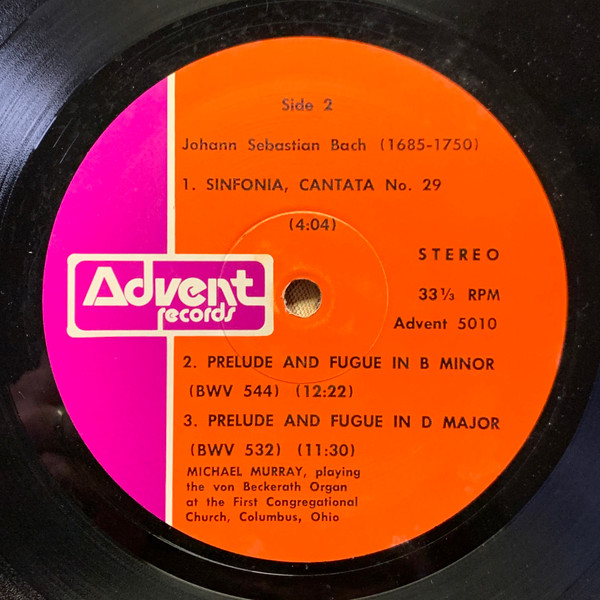 Side 2
Johann Sebastian Bach (1685-1750)
1. SINFONIA, CANTATA No. 29
(4:04)
STEREO
Advent
records
33⅓ RPM
Advent 5010
2. PRELUDE AND FUGUE IN B MINOR
(BWV 544) (12:22)
3. PRELUDE AND FUGUE IN D MAJOR
(BWV 532) (11:30)
MICHAEL MURRAY, playing
the von Beckerath Organ
at the First Congregational
Church, Columbus, Ohio